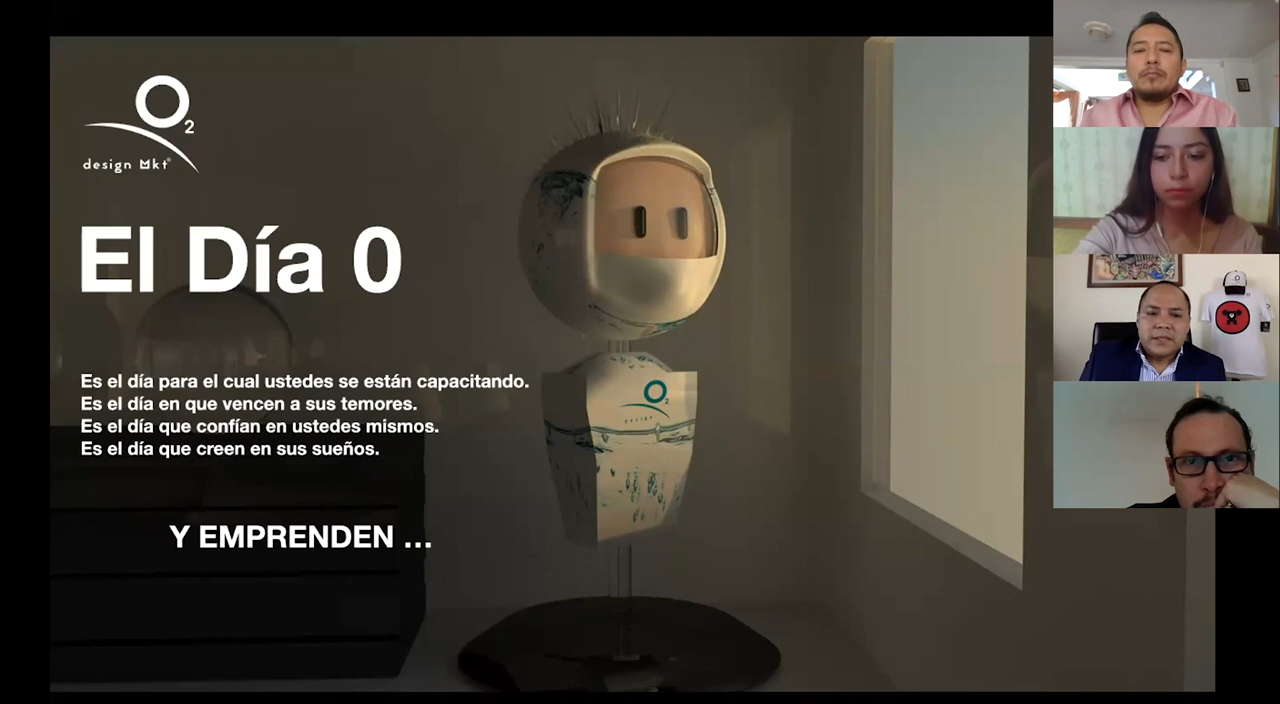 O2
design Mkt®
El Día 0
Es el día para el cual ustedes se están capacitando.
Es el día en que vencen a sus temores.
Es el día que confían en ustedes mismos.
Es el día que creen en sus sueños.
Y EMPRENDEN ...
O2
design